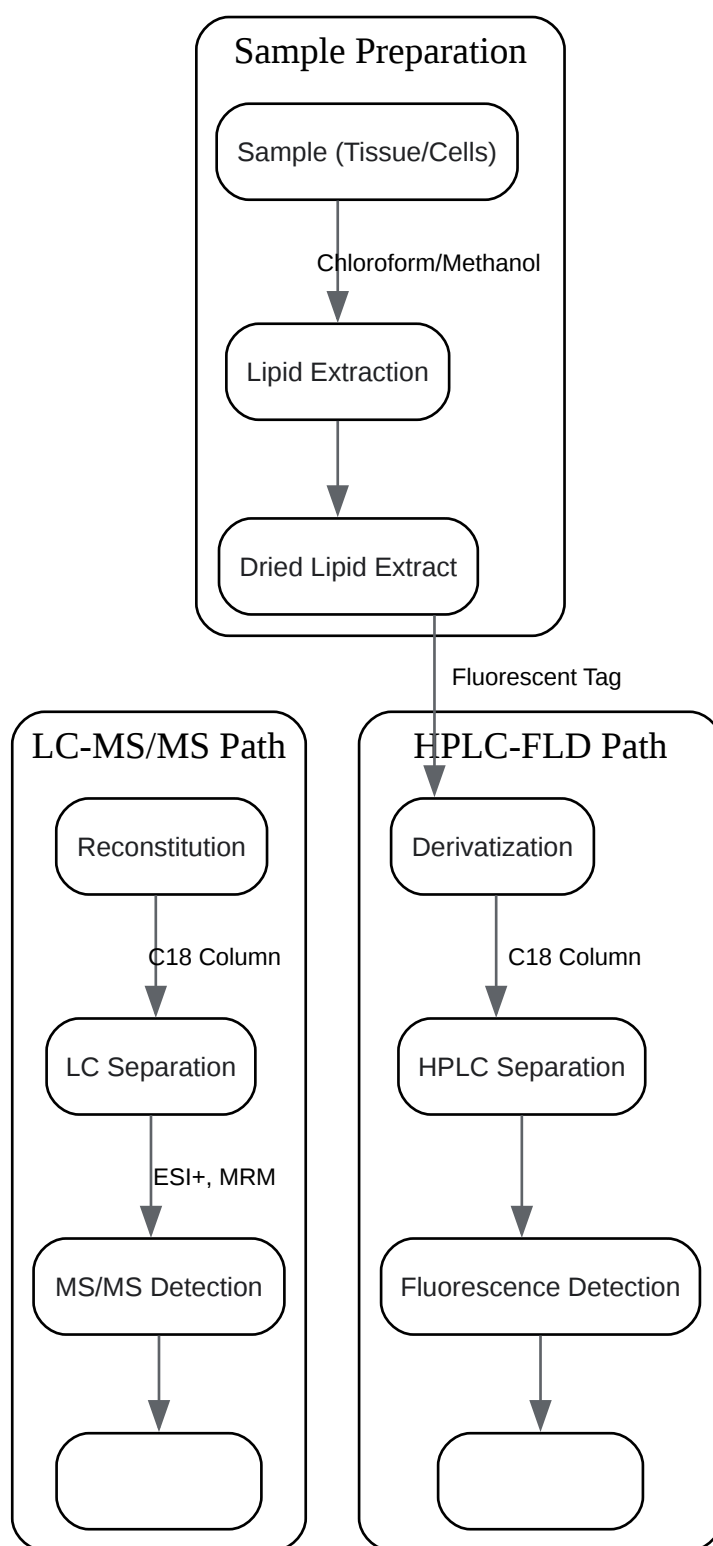 Sample Preparation
Sample (Tissue/Cells)
Chloroform/Methanol
Lipid Extraction
Dried Lipid Extract
Fluorescent Tag
LC-MS/MS Path
Reconstitution
C18 Column
LC Separation
ESI+, MRM
MS/MS Detection
HPLC-FLD Path
Derivatization
C18 Column
HPLC Separation
Fluorescence Detection